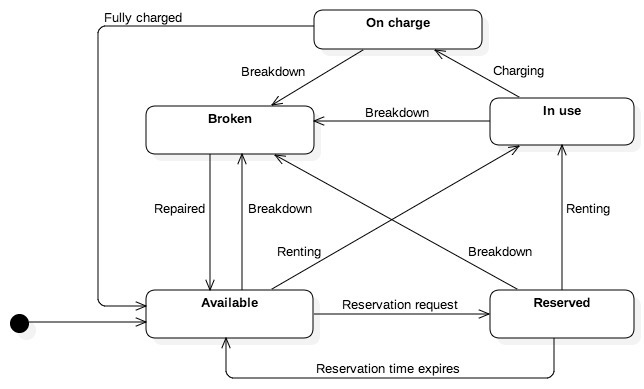 Fully charged
On charge
Breakdown
Charging
Broken
Breakdown
In use
Repaired
Breakdown
Renting
Renting
Breakdown
Available
Reservation request
Reserved
Reservation time expires